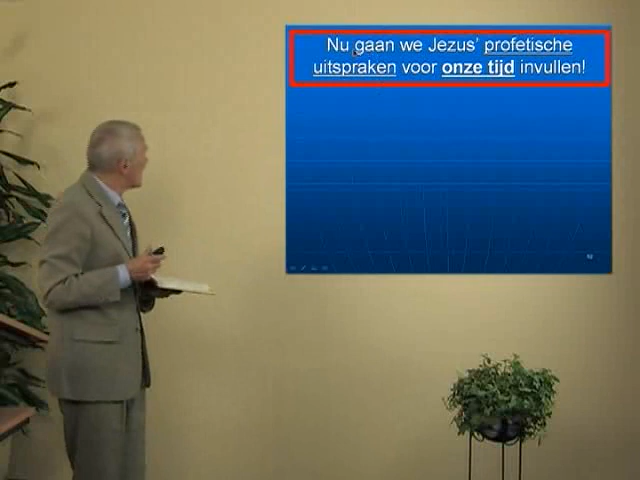 Nu gaan we Jezus’ profetische
uitspraken voor onze tijd invullen!